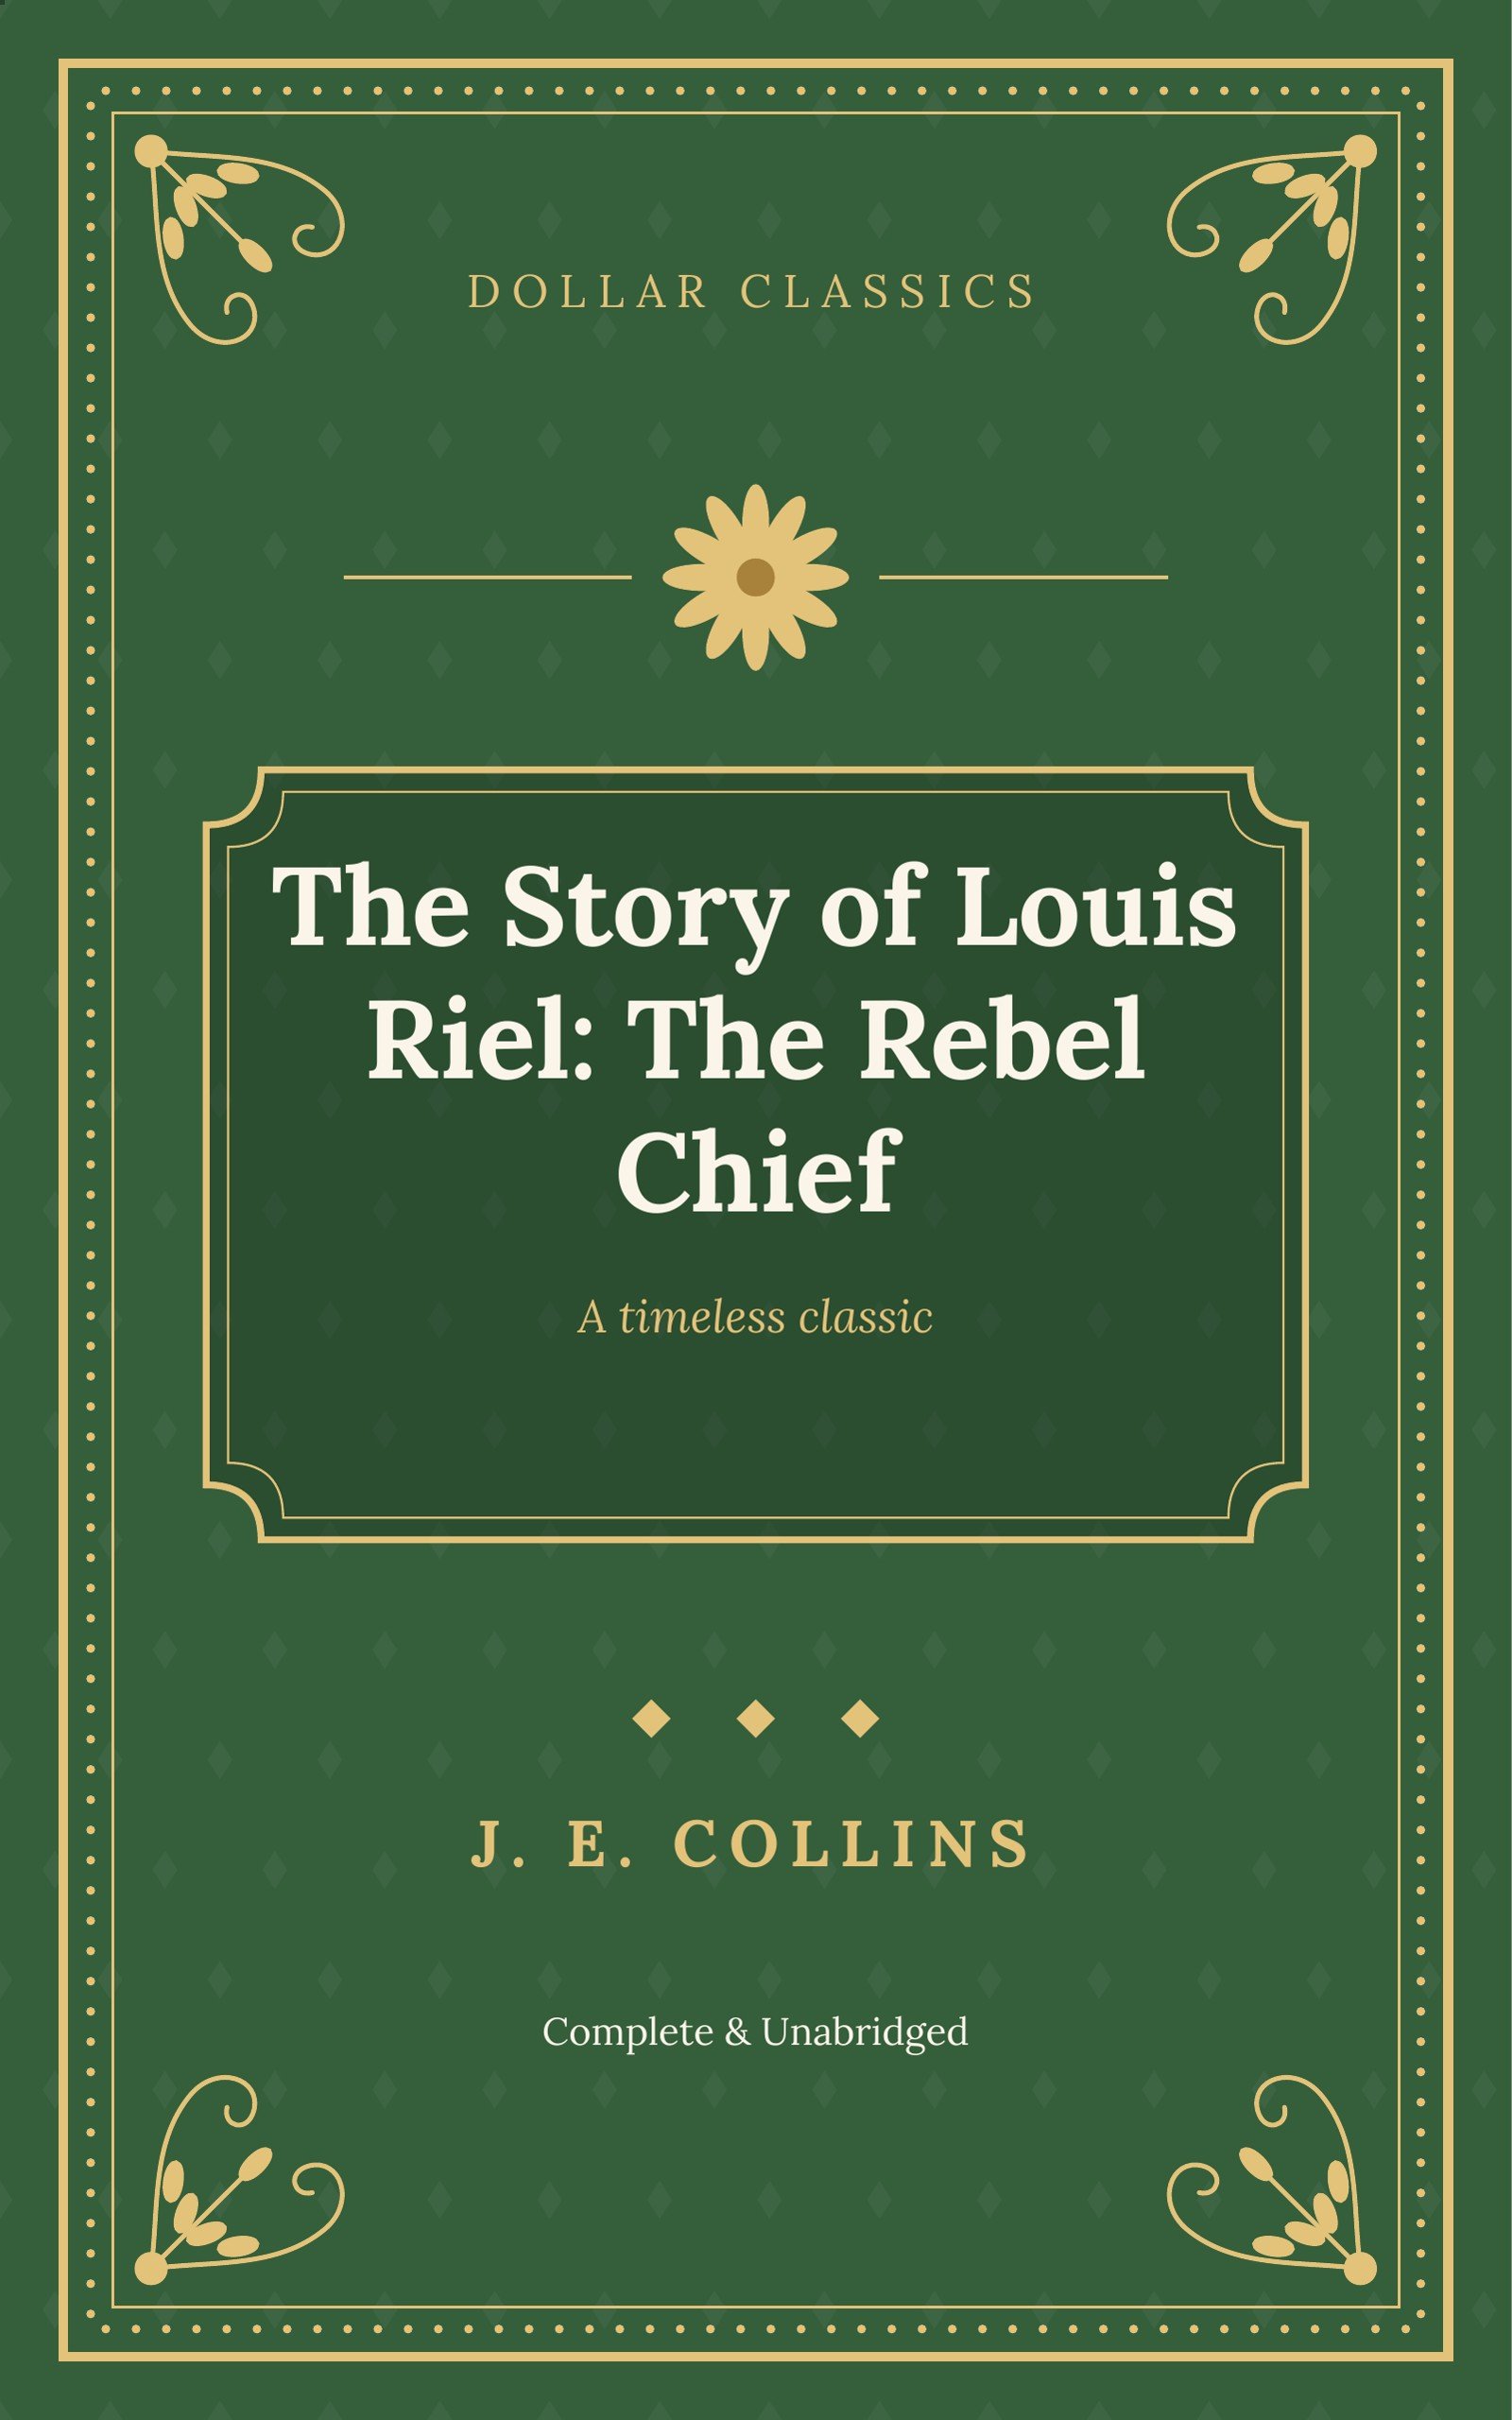 DOLLAR CLASSICS
The Story of Louis
Riel: The Rebel
Chief
A timeless classic
J. E. COLLINS
Complete & Unabridged